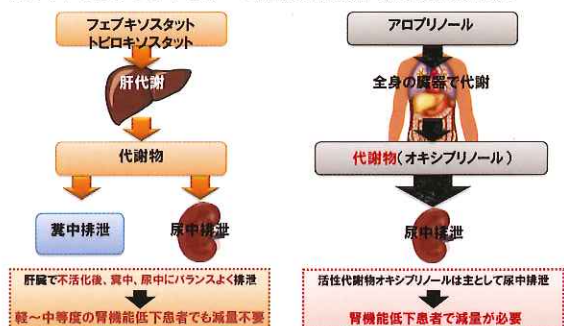 フェブキソスタット
トピロキソスタット
肝代謝
代謝物
糞中排泄
尿中排泄
肝臓で不活化後、糞中、尿中にバランスよく排泄
軽～中等度の腎機能低下患者でも減量不要
アロプリノール
全身の臓器で代謝
代謝物(オキシプリノール)
尿中排泄
活性代謝物オキシプリノールは主として尿中排泄
腎機能低下患者で減量が必要